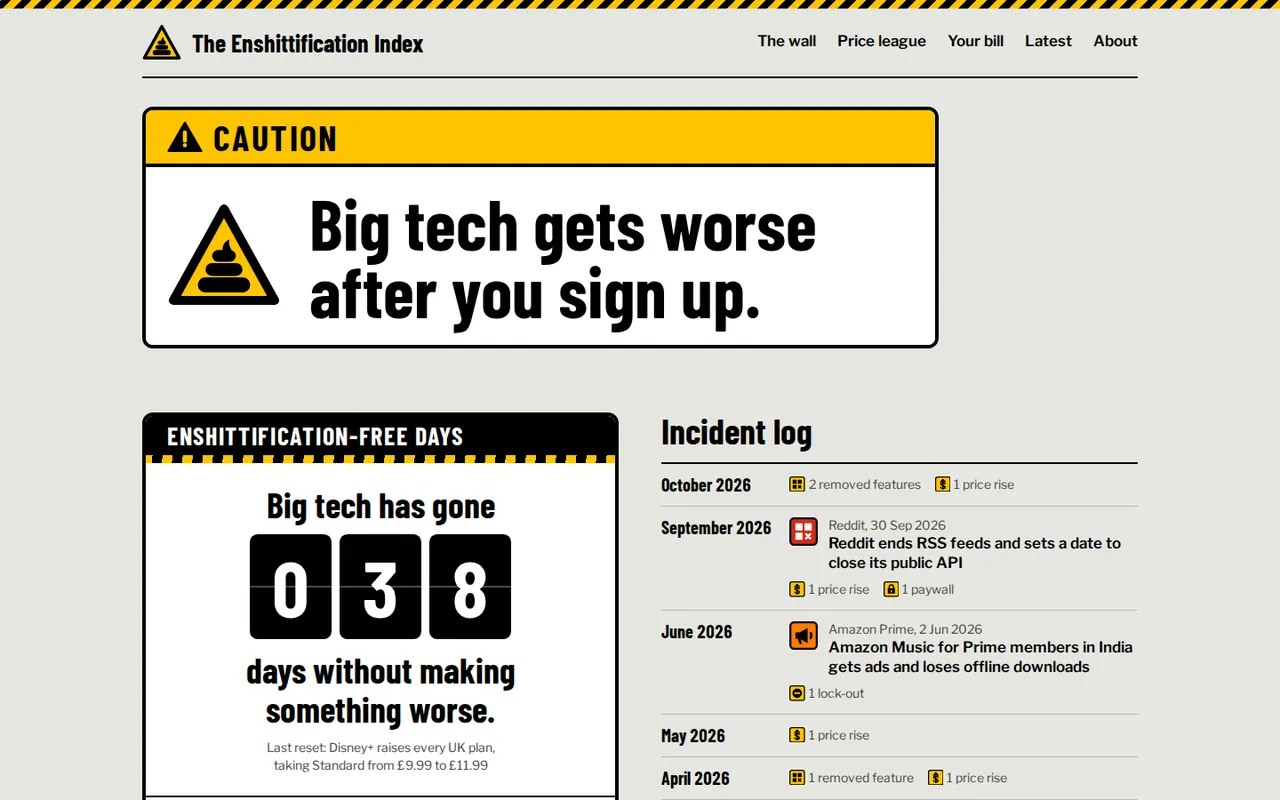 The Enshittification Index
The wall Price league Your bill Latest About
CAUTION
Big tech gets worse
after you sign up.
ENSHITTIFICATION-FREE DAYS
Big tech has gone
0 3 8
days without making
something worse.
Last reset: Disney+ raises every UK plan,
taking Standard from £9.99 to £11.99
Incident log
October 2026
2 removed features 1 price rise
September 2026
Reddit, 30 Sep 2026
Reddit ends RSS feeds and sets a date to
close its public API
1 price rise 1 paywall
June 2026
Amazon Prime, 2 Jun 2026
Amazon Music for Prime members in India
gets ads and loses offline downloads
1 lock-out
May 2026
1 price rise
April 2026
1 removed feature 1 price rise